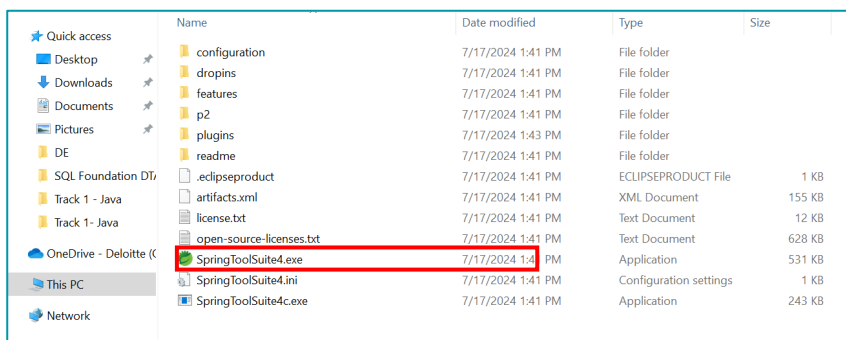 Name Date modified Type Size
Quick access
Desktop
Downloads
Documents
Pictures
DE
SQL Foundation DT
Track 1 - Java
Track 1- Java
OneDrive - Deloitte (
This PC
Network
configuration 7/17/2024 1:41 PM File folder
dropins 7/17/2024 1:41 PM File folder
features 7/17/2024 1:41 PM File folder
p2 7/17/2024 1:41 PM File folder
plugins 7/17/2024 1:43 PM File folder
readme 7/17/2024 1:41 PM File folder
.eclipseproduct 7/17/2024 1:41 PM ECLIPSEPRODUCT File 1 KB
artifacts.xml 7/17/2024 1:41 PM XML Document 155 KB
license.txt 7/17/2024 1:41 PM Text Document 12 KB
open-source-licenses.txt 7/17/2024 1:41 PM Text Document 628 KB
SpringToolSuite4.exe 7/17/2024 1:4 PM Application 531 KB
SpringToolSuite4.ini 7/17/2024 1:41 PM Configuration settings 1 KB
SpringToolSuite4c.exe 7/17/2024 1:41 PM Application 243 KB